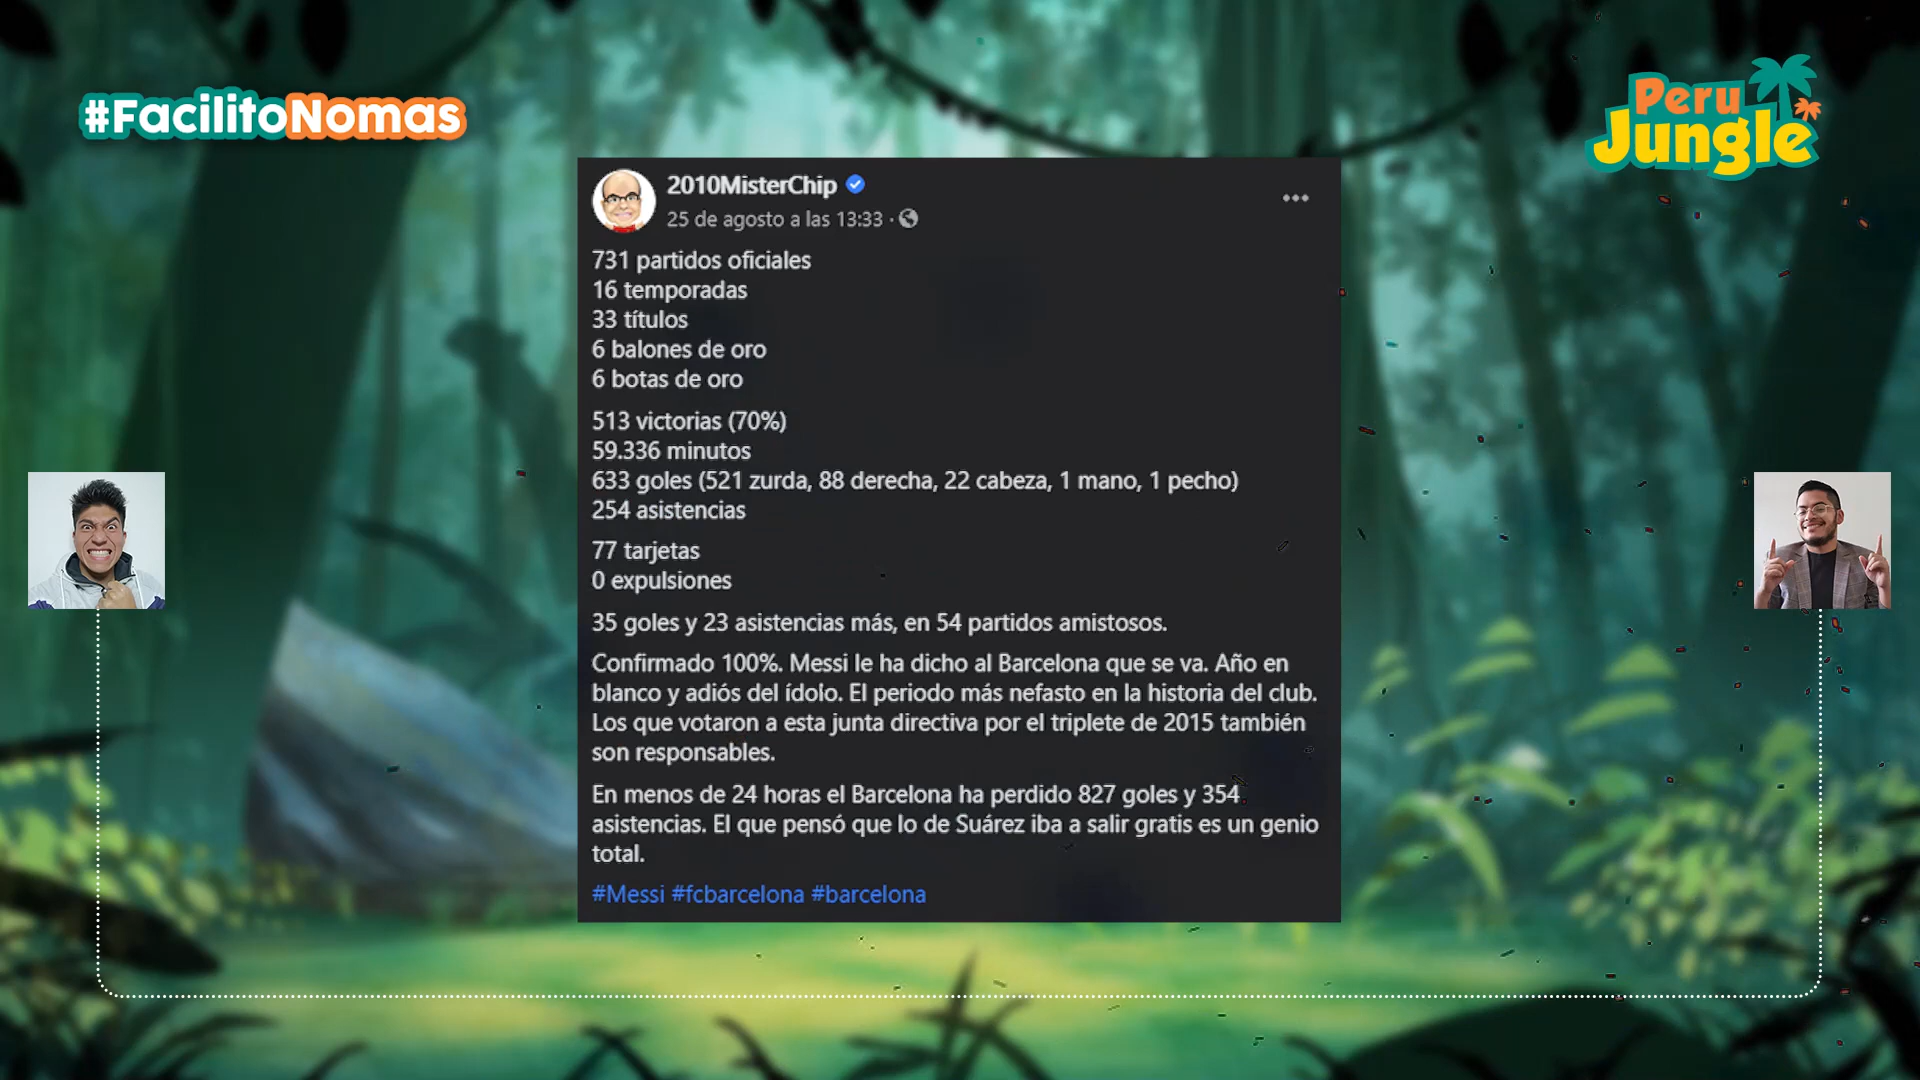 #FacilitoNomas
Peru
Jungle
2010MisterChip
25 de agosto a las 13:33 ·
731 partidos oficiales
16 temporadas
33 títulos
6 balones de oro
6 botas de oro
513 victorias (70%)
59.336 minutos
633 goles (521 zurda, 88 derecha, 22 cabeza, 1 mano, 1 pecho)
254 asistencias
77 tarjetas
0 expulsiones
35 goles y 23 asistencias más, en 54 partidos amistosos.
Confirmado 100%. Messi le ha dicho al Barcelona que se va. Año en
blanco y adiós del ídolo. El periodo más nefasto en la historia del club.
Los que votaron a esta junta directiva por el triplete de 2015 también
son responsables.
En menos de 24 horas el Barcelona ha perdido 827 goles y 354
asistencias. El que pensó que lo de Suárez iba a salir gratis es un genio
total.
#Messi #fcbarcelona #barcelona